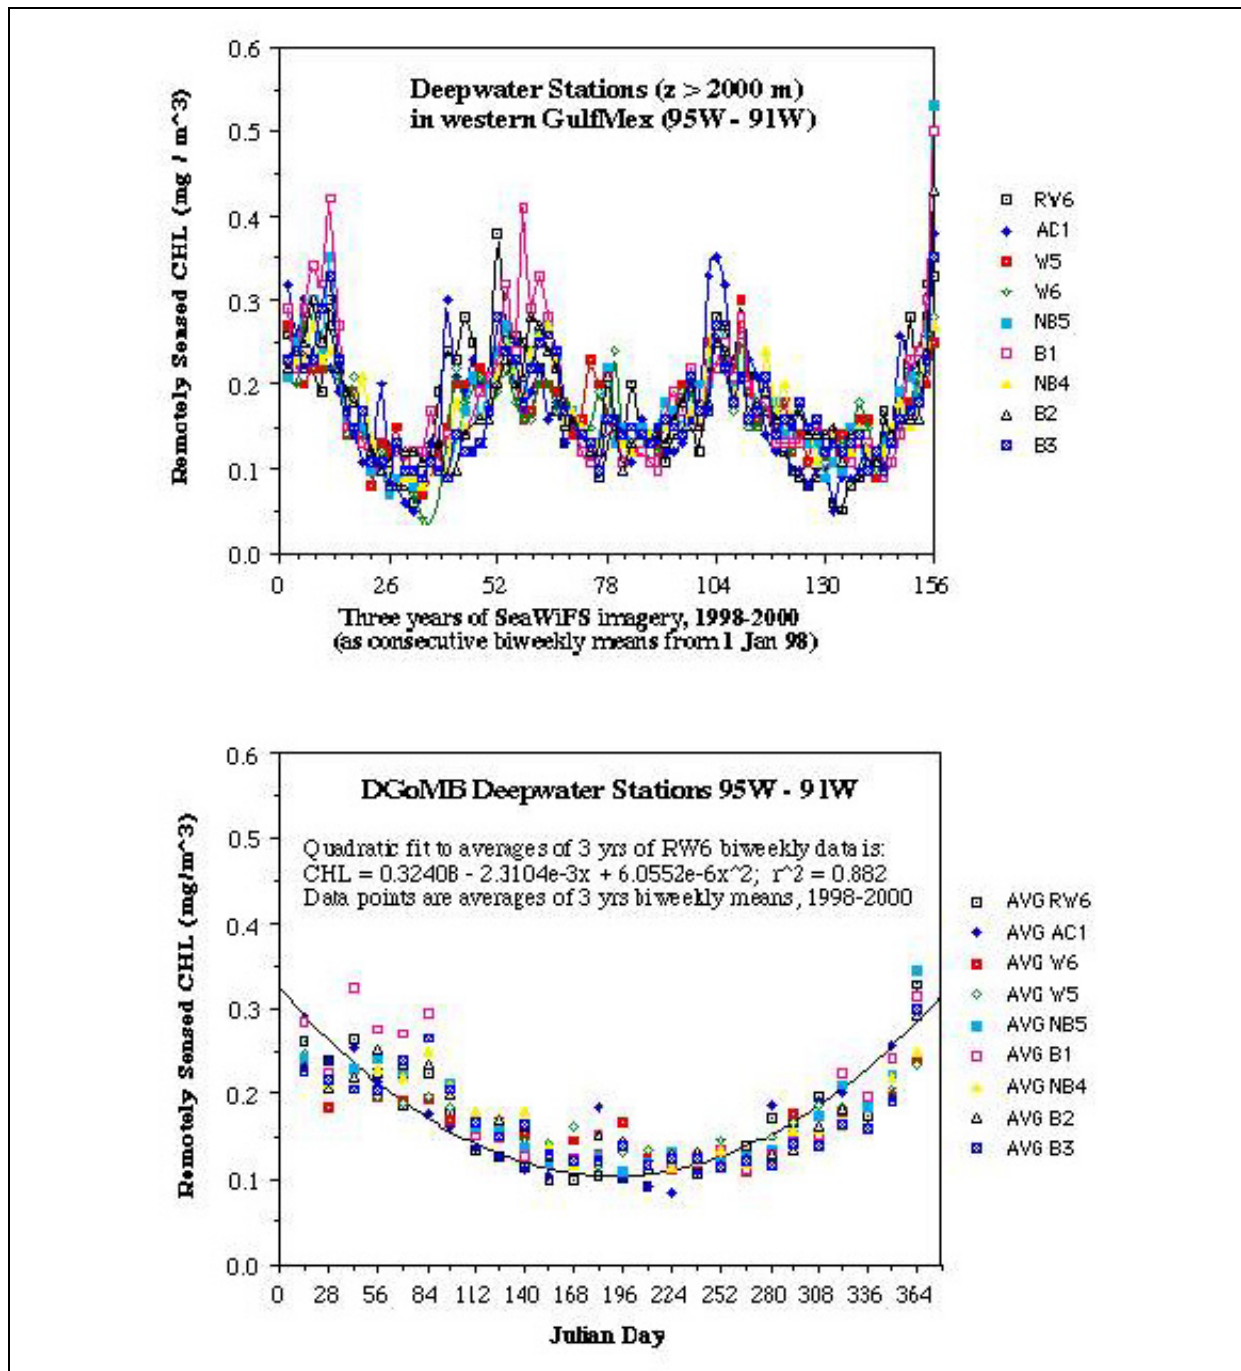 0.6
0.5
0.4
0.3
0.2
0.1
0.0
Remotely Sensed CHL (mg / m^3)
Deepwater Stations (z > 2000 m)
in western GulfMex (95W - 91W)
RW6
AC1
W5
W6
NB5
B1
NB4
B2
B3
0 26 52 78 104 130 156
Three years of SeaWiFS imagery, 1998-2000
(as consecutive biweekly means from 1 Jan 98)
0.6
0.5
0.4
0.3
0.2
0.1
0.0
Remotely Sensed CHL (mg/m^3)
DGoMB Deepwater Stations 95W - 91W
Quadratic fit to averages of 3 yrs of RW6 biweekly data is:
CHL = 0.32408 - 2.3104e-3x + 6.0552e-6x^2; r^2 = 0.882
Data points are averages of 3 yrs biweekly means, 1998-2000
AVG RW6
AVG AC1
AVG W6
AVG W5
AVG NB5
AVG B1
AVG NB4
AVG B2
AVG B3
0 28 56 84 112 140 168 196 224 252 280 308 336 364
Julian Day